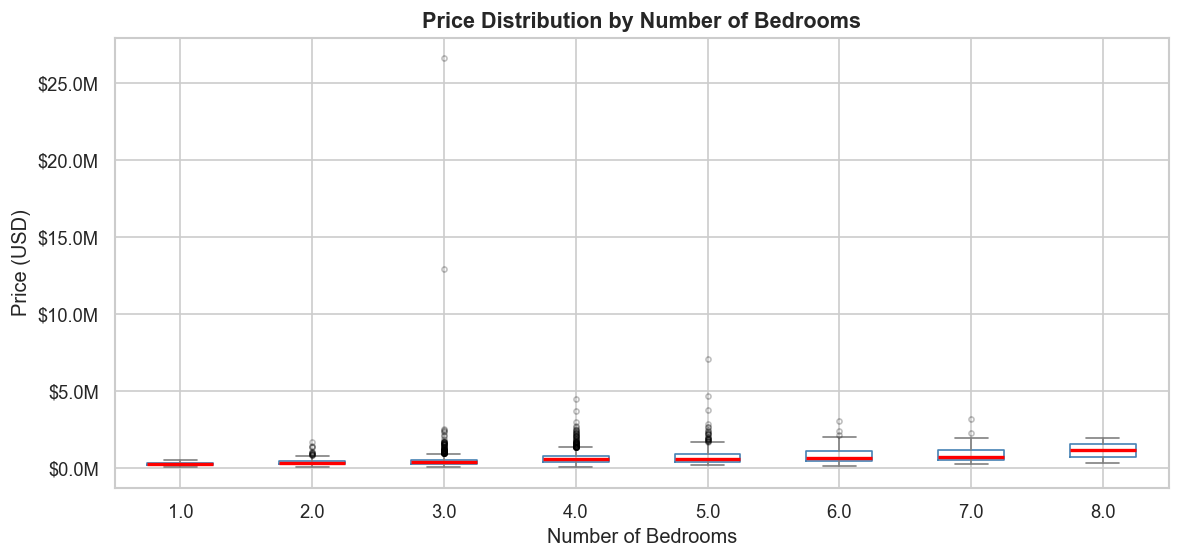 Price Distribution by Number of Bedrooms
Price (USD)
$25.0M
$20.0M
$15.0M
$10.0M
$5.0M
$0.0M
1.0 2.0 3.0 4.0 5.0 6.0 7.0 8.0
Number of Bedrooms